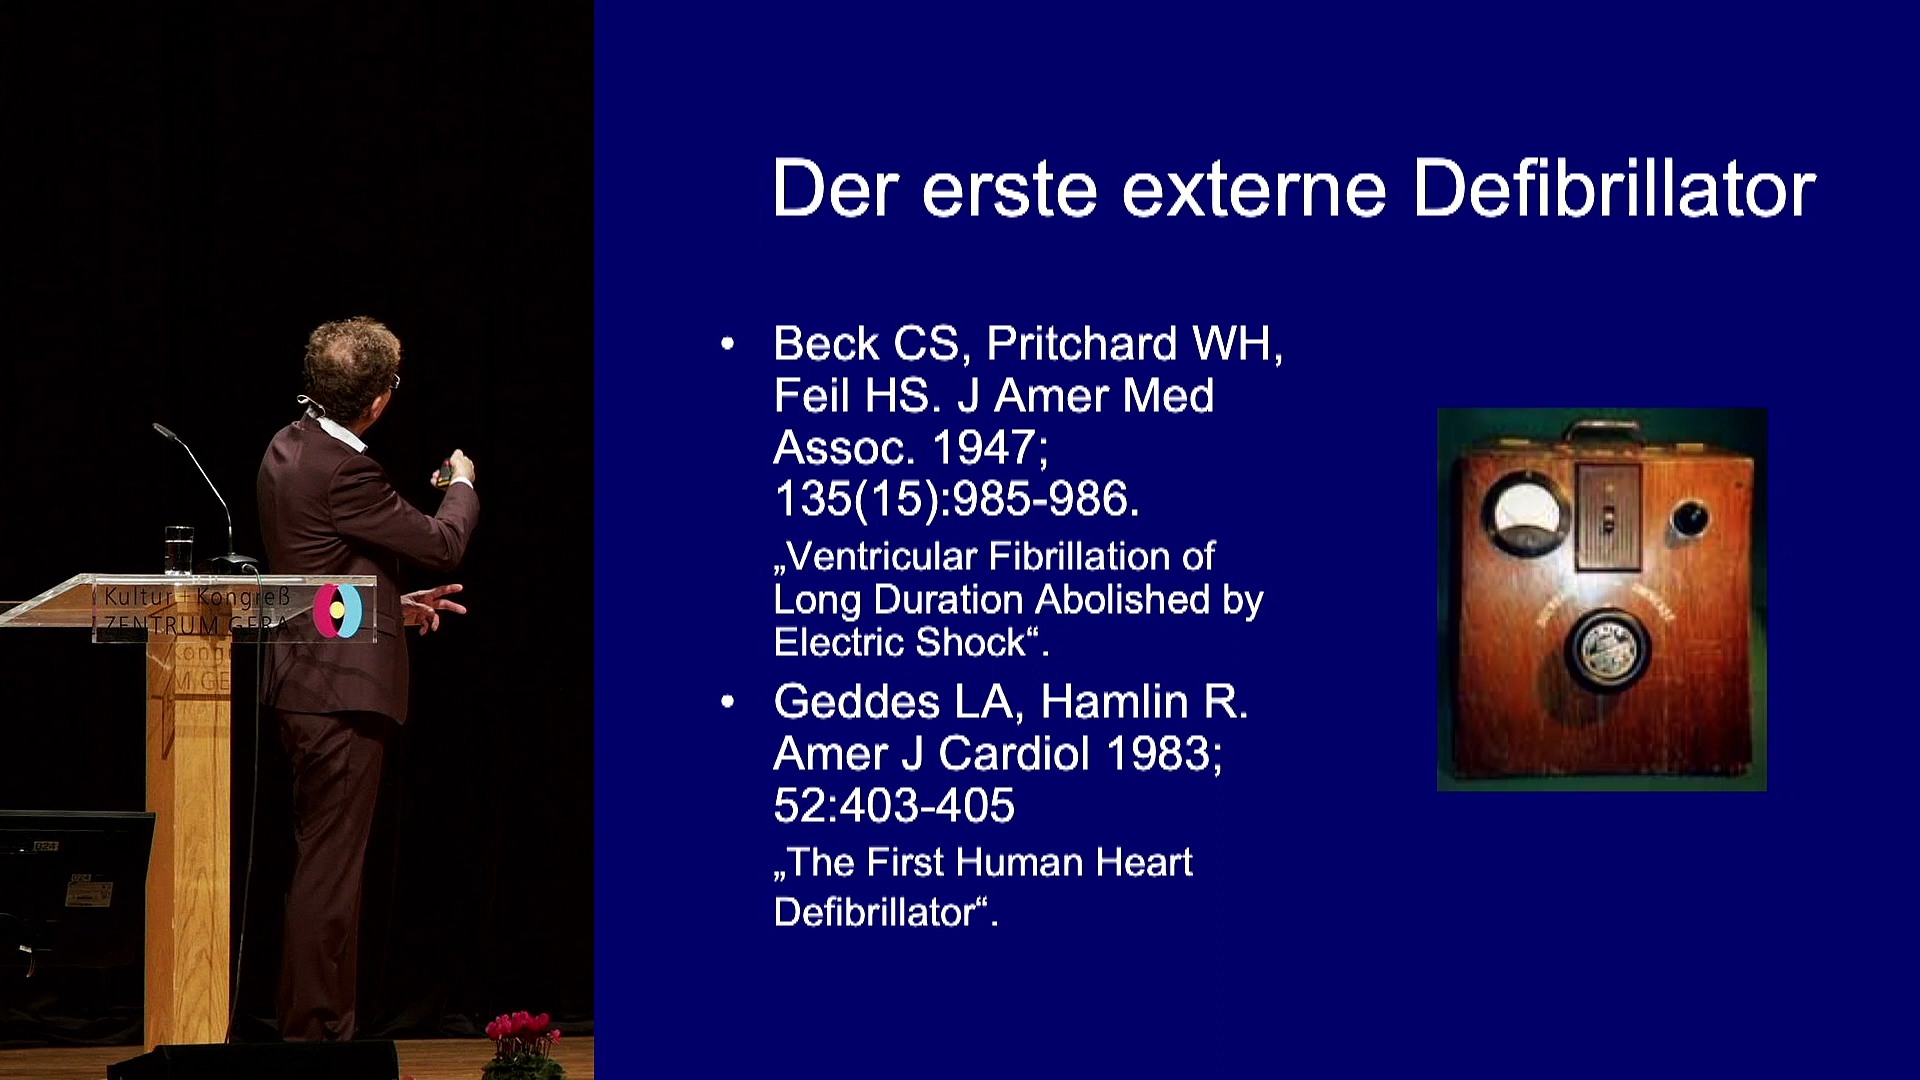 Der erste externe Defibrillator
• Beck CS, Pritchard WH,
Feil HS. J Amer Med
Assoc. 1947;
135(15):985-986.
„Ventricular Fibrillation of
Long Duration Abolished by
Electric Shock“.
• Geddes LA, Hamlin R.
Amer J Cardiol 1983;
52:403-405
„The First Human Heart
Defibrillator“.
Kultur+Kongreß
ZENTRUM GERA
024
024